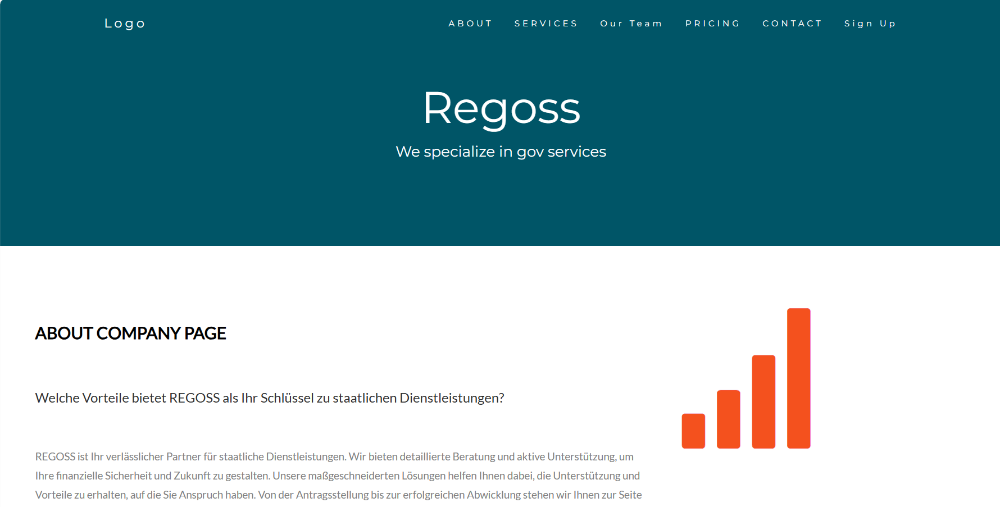 Logo
ABOUT SERVICES Our Team PRICING CONTACT Sign Up
Regoss
We specialize in gov services
ABOUT COMPANY PAGE
Welche Vorteile bietet REGOSS als Ihr Schlüssel zu staatlichen Dienstleistungen?
REGOSS ist Ihr verlässlicher Partner für staatliche Dienstleistungen. Wir bieten detaillierte Beratung und aktive Unterstützung, um
Ihre finanzielle Sicherheit und Zukunft zu gestalten. Unsere maßgeschneiderten Lösungen helfen Ihnen dabei, die Unterstützung und
Vorteile zu erhalten, auf die Sie Anspruch haben. Von der Antragsstellung bis zur erfolgreichen Abwicklung stehen wir Ihnen zur Seite